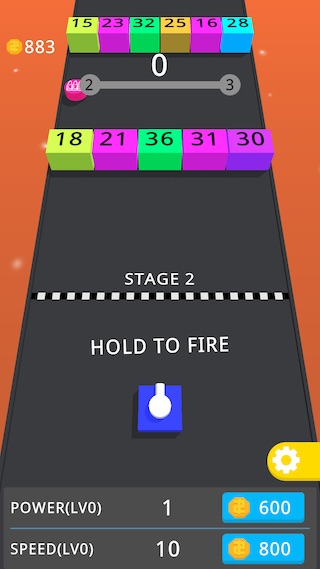 15 23 32 25 16 28
883
0
2 3
18 21 36 31 30
STAGE 2
HOLD TO FIRE
POWER(LV0) 1 600
SPEED(LV0) 10 800